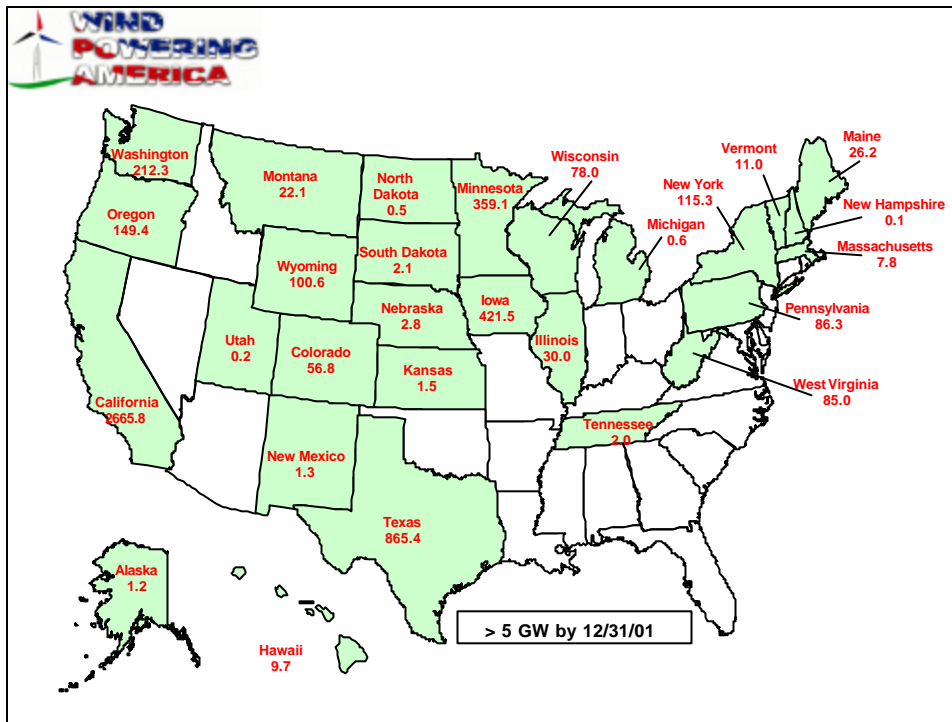 WIND
POWERING
AMERICA
Washington
212.3
Oregon
149.4
California
2665.8
Montana
22.1
Wyoming
100.6
Utah
0.2
Colorado
56.8
New Mexico
1.3
North
Dakota
0.5
South Dakota
2.1
Nebraska
2.8
Kansas
1.5
Texas
865.4
Minnesota
359.1
Iowa
421.5
Wisconsin
78.0
Illinois
30.0
Michigan
0.6
Tennessee
2.0
Vermont
11.0
New York
115.3
Maine
26.2
New Hampshire
0.1
Massachusetts
7.8
Pennsylvania
86.3
West Virginia
85.0
Alaska
1.2
Hawaii
9.7
> 5 GW by 12/31/01